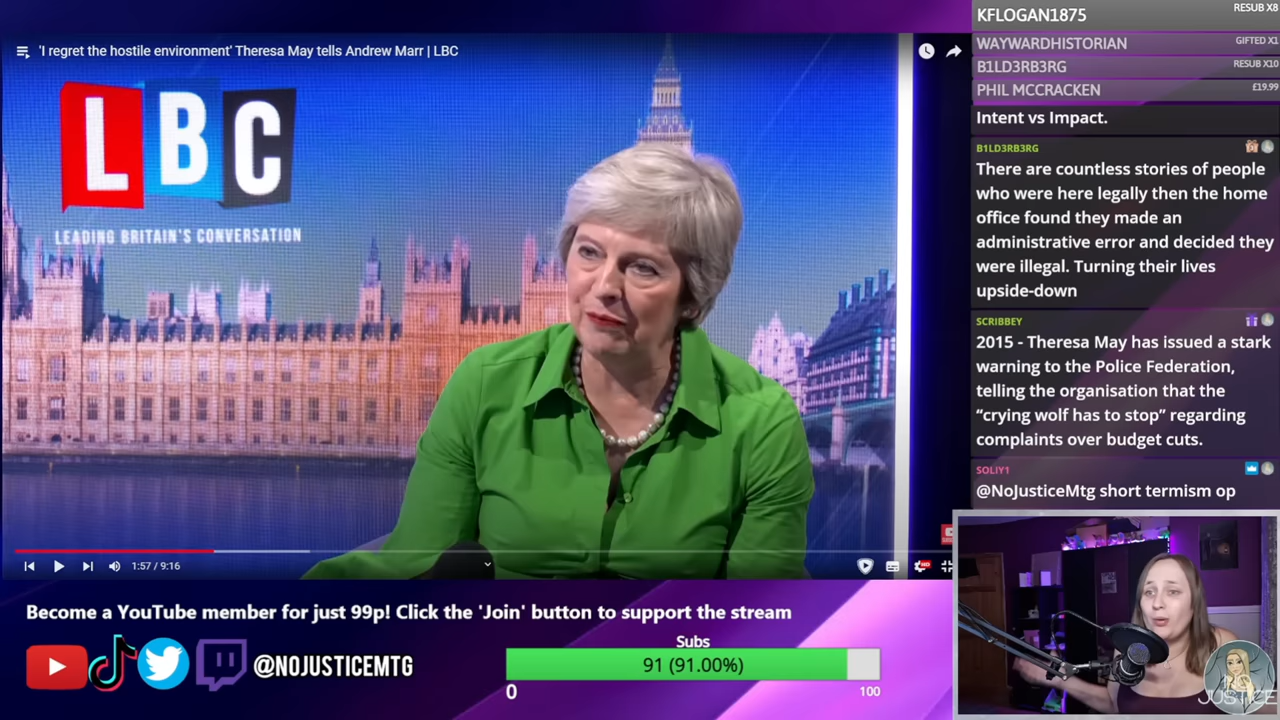 'I regret the hostile environment' Theresa May tells Andrew Marr | LBC
LBC
LEADING BRITAIN'S CONVERSATION
1:57 / 9:16
HD
KFLOGAN1875 RESUB X8
WAYWARDHISTORIAN GIFTED X1
B1LD3RB3RG RESUB X10
PHIL MCCRACKEN £19.99
Intent vs Impact.
B1LD3RB3RG
There are countless stories of people
who were here legally then the home
office found they made an
administrative error and decided they
were illegal. Turning their lives
upside-down
SCRIBBEY
2015 - Theresa May has issued a stark
warning to the Police Federation,
telling the organisation that the
“crying wolf has to stop” regarding
complaints over budget cuts.
SOLIY1
@NoJusticeMtg short termism op
Become a YouTube member for just 99p! Click the 'Join' button to support the stream
@NOJUSTICEMTG
Subs
91 (91.00%)
0 100
JUSTICE